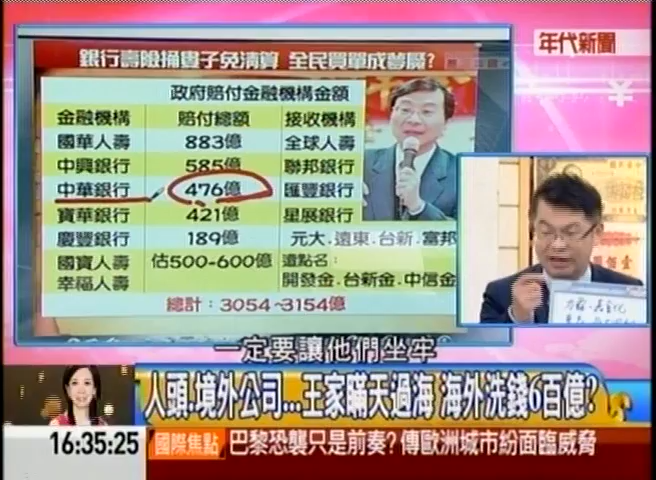 年代新聞
銀行壽險捅婁子免清算 全民買單成夢魘?
政府賠付金融機構金額
金融機構 賠付總額 接收機構
國華人壽 883億 全球人壽
中興銀行 585億 聯邦銀行
中華銀行 476億 匯豐銀行
寶華銀行 421億 星展銀行
慶豐銀行 189億 元大.遠東.台新.富邦
國寶人壽 幸福人壽 估500-600億 遭點名: 開發金.台新金.中信金
總計:3054~3154億
一定要讓他們坐牢
人頭.境外公司...王家瞞天過海 海外洗錢6百億?
16:35:25 國際焦點 巴黎恐襲只是前奏?傳歐洲城市紛面臨威脅